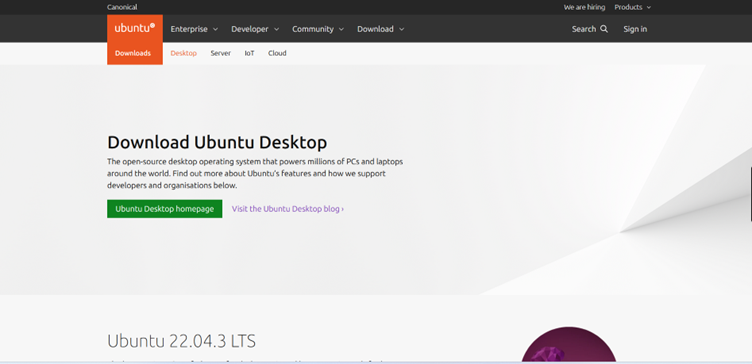 Canonical We are hiring Products
ubuntu Enterprise Developer Community Download Search Sign in
Downloads Desktop Server IoT Cloud
Download Ubuntu Desktop
The open-source desktop operating system that powers millions of PCs and laptops
around the world. Find out more about Ubuntu's features and how we support
developers and organisations below.
Ubuntu Desktop homepage Visit the Ubuntu Desktop blog ›
Ubuntu 22.04.3 LTS